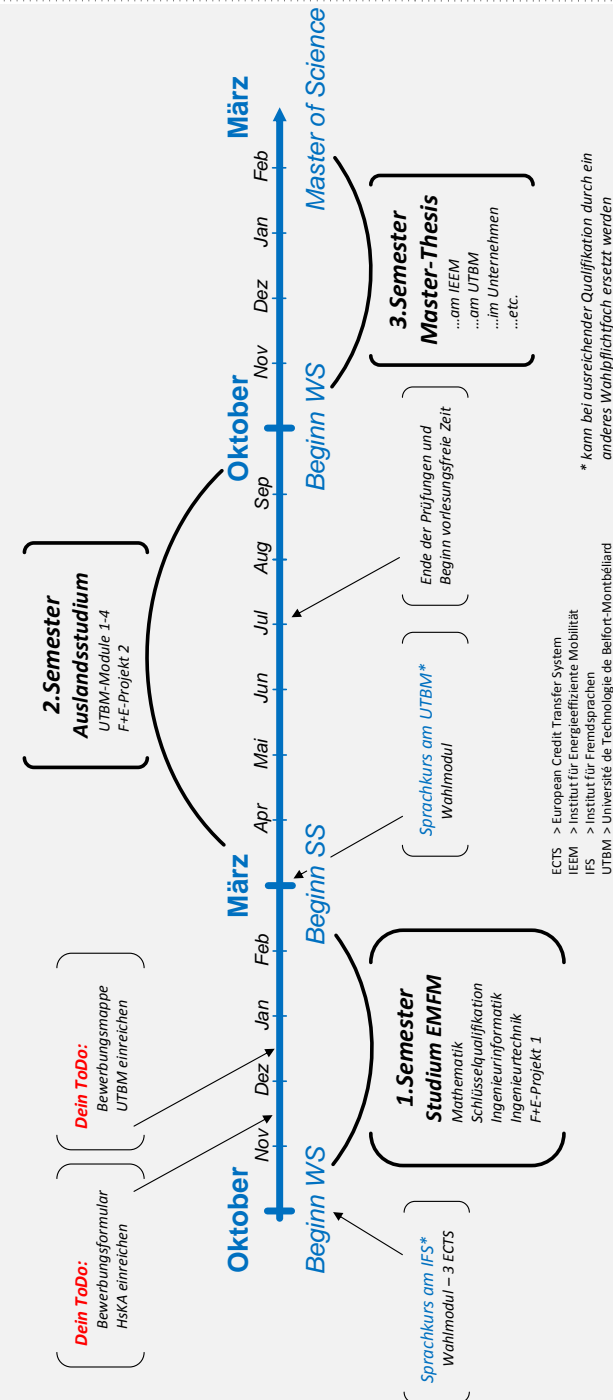 Dein ToDo:
Bewerbungsformular
HsKA einreichen
Dein ToDo:
Bewerbungsmappe
UTBM einreichen
2.Semester
Auslandsstudium
UTBM-Module 1-4
F+E-Projekt 2
Oktober
Nov
Dez
Jan
Feb
März
Apr
Mai
Jun
Jul
Aug
Sep
Oktober
Nov
Dez
Jan
Feb
März
Beginn WS
Beginn SS
Beginn WS
Master of Science
Sprachkurs am IFS*
Wahlmodul – 3 ECTS
1.Semester
Studium EMFM
Mathematik
Schlüsselqualifikation
Ingenieurinformatik
Ingenieurtechnik
F+E-Projekt 1
Sprachkurs am UTBM*
Wahlmodul
Ende der Prüfungen und
Beginn vorlesungsfreie Zeit
3.Semester
Master-Thesis
...am IEEM
...am UTBM
...im Unternehmen
...etc.
ECTS > European Credit Transfer System
IEEM > Institut für Energieeffiziente Mobilität
IFS > Institut für Fremdsprachen
UTBM > Université de Technologie de Belfort-Montbéliard
* kann bei ausreichender Qualifikation durch ein
anderes Wahlpflichtfach ersetzt werden